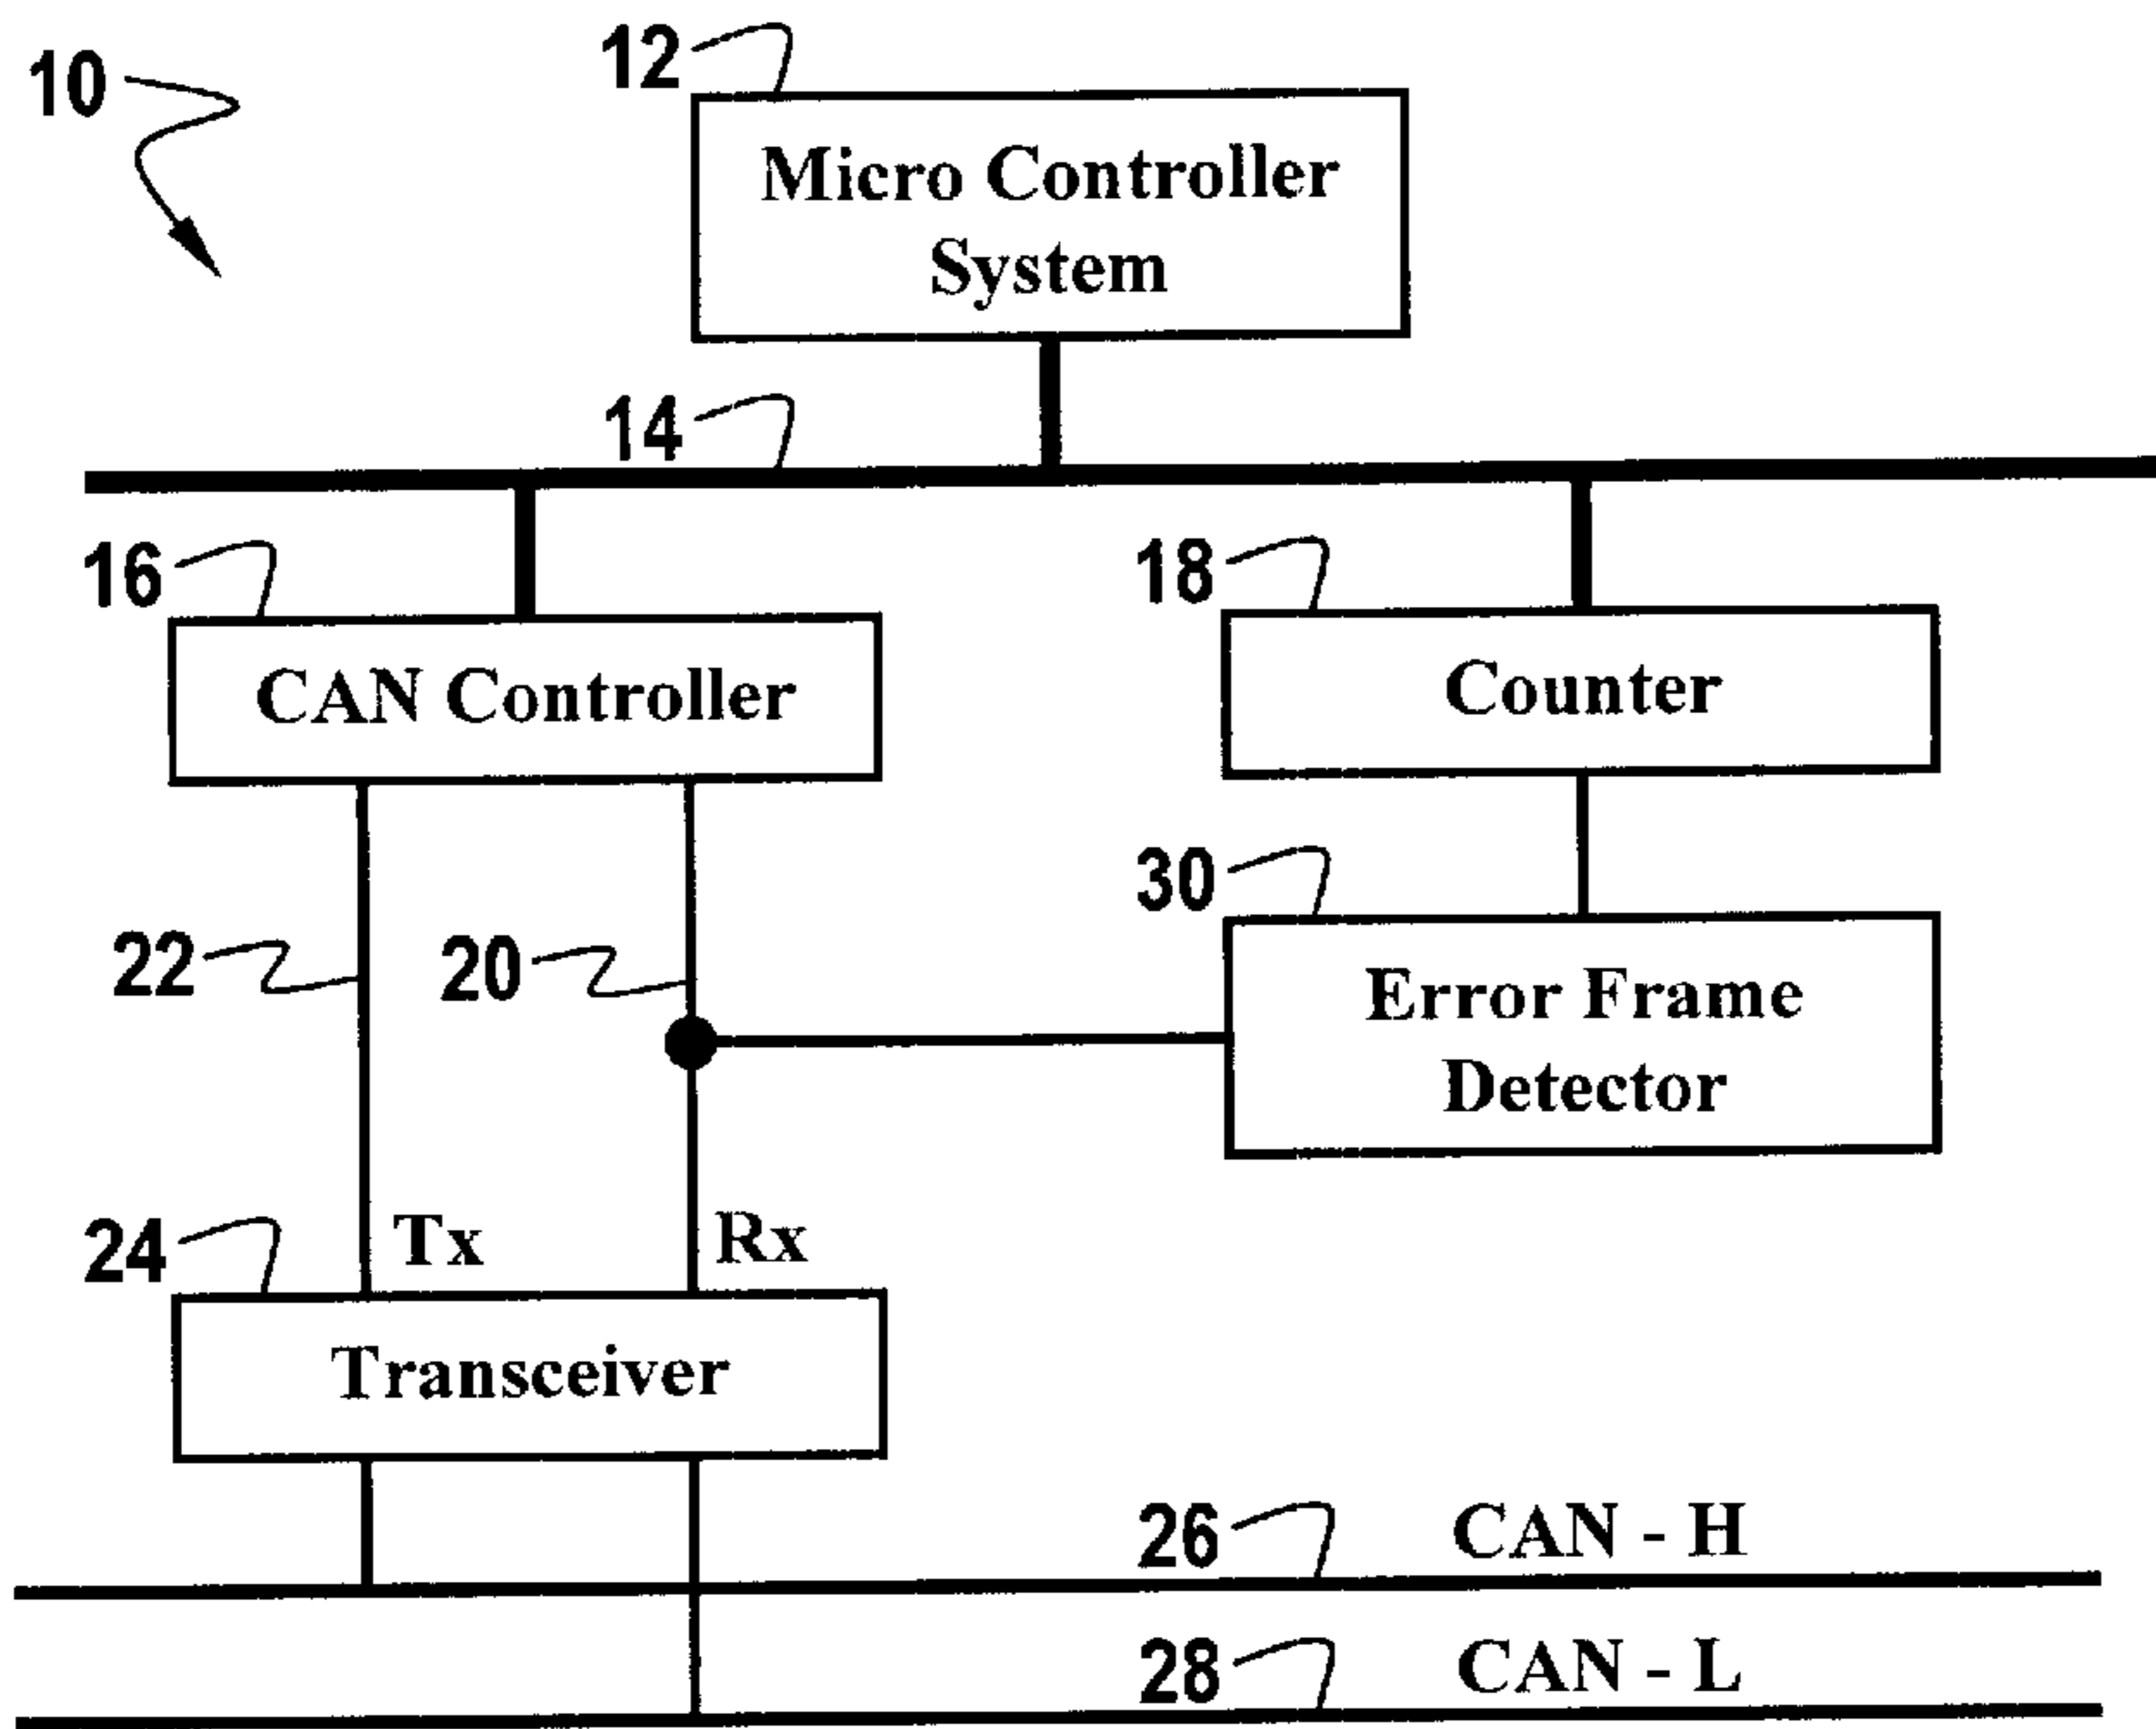 10
12
Micro Controller
System
14
16
CAN Controller
18
Counter
22
20
30
Error Frame
Detector
24
Tx
Rx
Transceiver
26
CAN - H
28
CAN - L